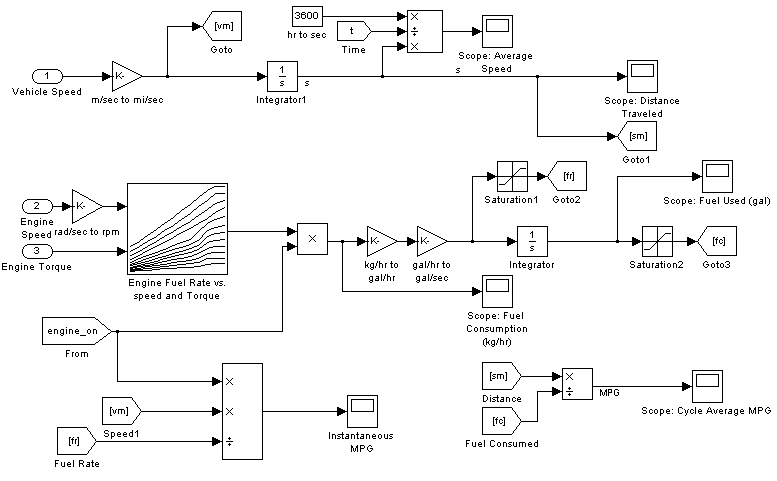 3600
hr to sec
×
÷
×
[vm]
Goto
t
Time
Scope: Average
Speed
1
Vehicle Speed
K-
m/sec to mi/sec
1
s
Integrator1
s
s
Scope: Distance
Traveled
[sm]
Goto1
2
Engine
Speed
K-
rad/sec to rpm
3
Engine Torque
Engine Fuel Rate vs.
speed and Torque
×
K-
kg/hr to
gal/hr
K-
gal/hr to
gal/sec
Saturation1
[fr]
Goto2
1
s
Integrator
Scope: Fuel Used (gal)
Saturation2
[fc]
Goto3
Scope: Fuel
Consumption
(kg/hr)
engine_on
From
×
×
÷
[vm]
Speed1
[fr]
Fuel Rate
Instantaneous
MPG
[sm]
Distance
[fc]
Fuel Consumed
×
÷
MPG
Scope: Cycle Average MPG